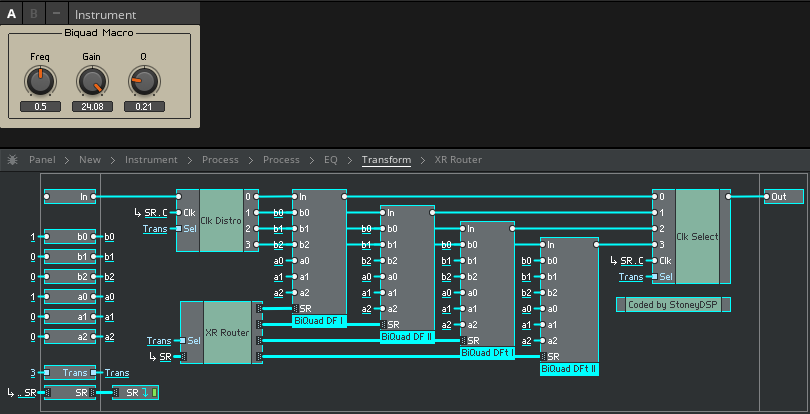 A B – Instrument
Biquad Macro
Freq Gain Q
0.5 24.08 0.21
Panel > New > Instrument > Process > Process > EQ > Transform > XR Router
In
1 b0 b0
0 b1 b1
0 b2 b2
1 a0 a0
0 a1 a1
0 a2 a2
3 Trans Trans
↳ .. SR SR SR
↳ SR.C Clk
Trans Sel
Clk Distro
0
1
2
3
Trans Sel
↳ SR
XR Router
In
b0 b0
b1 b1
b2 b2
a0 a0
a1 a1
a2 a2
SR
BiQuad DF I
In
b0 b0
b1 b1
b2 b2
a0 a0
a1 a1
a2 a2
SR
BiQuad DF II
In
b0 b0
b1 b1
b2 b2
a0 a0
a1 a1
a2 a2
SR
BiQuad DFt I
In
b0 b0
b1 b1
b2 b2
a0 a0
a1 a1
a2 a2
SR
BiQuad DFt II
0
1
2
3
↳ SR.C Clk
Trans Sel
Clk Select
Out
Coded by StoneyDSP